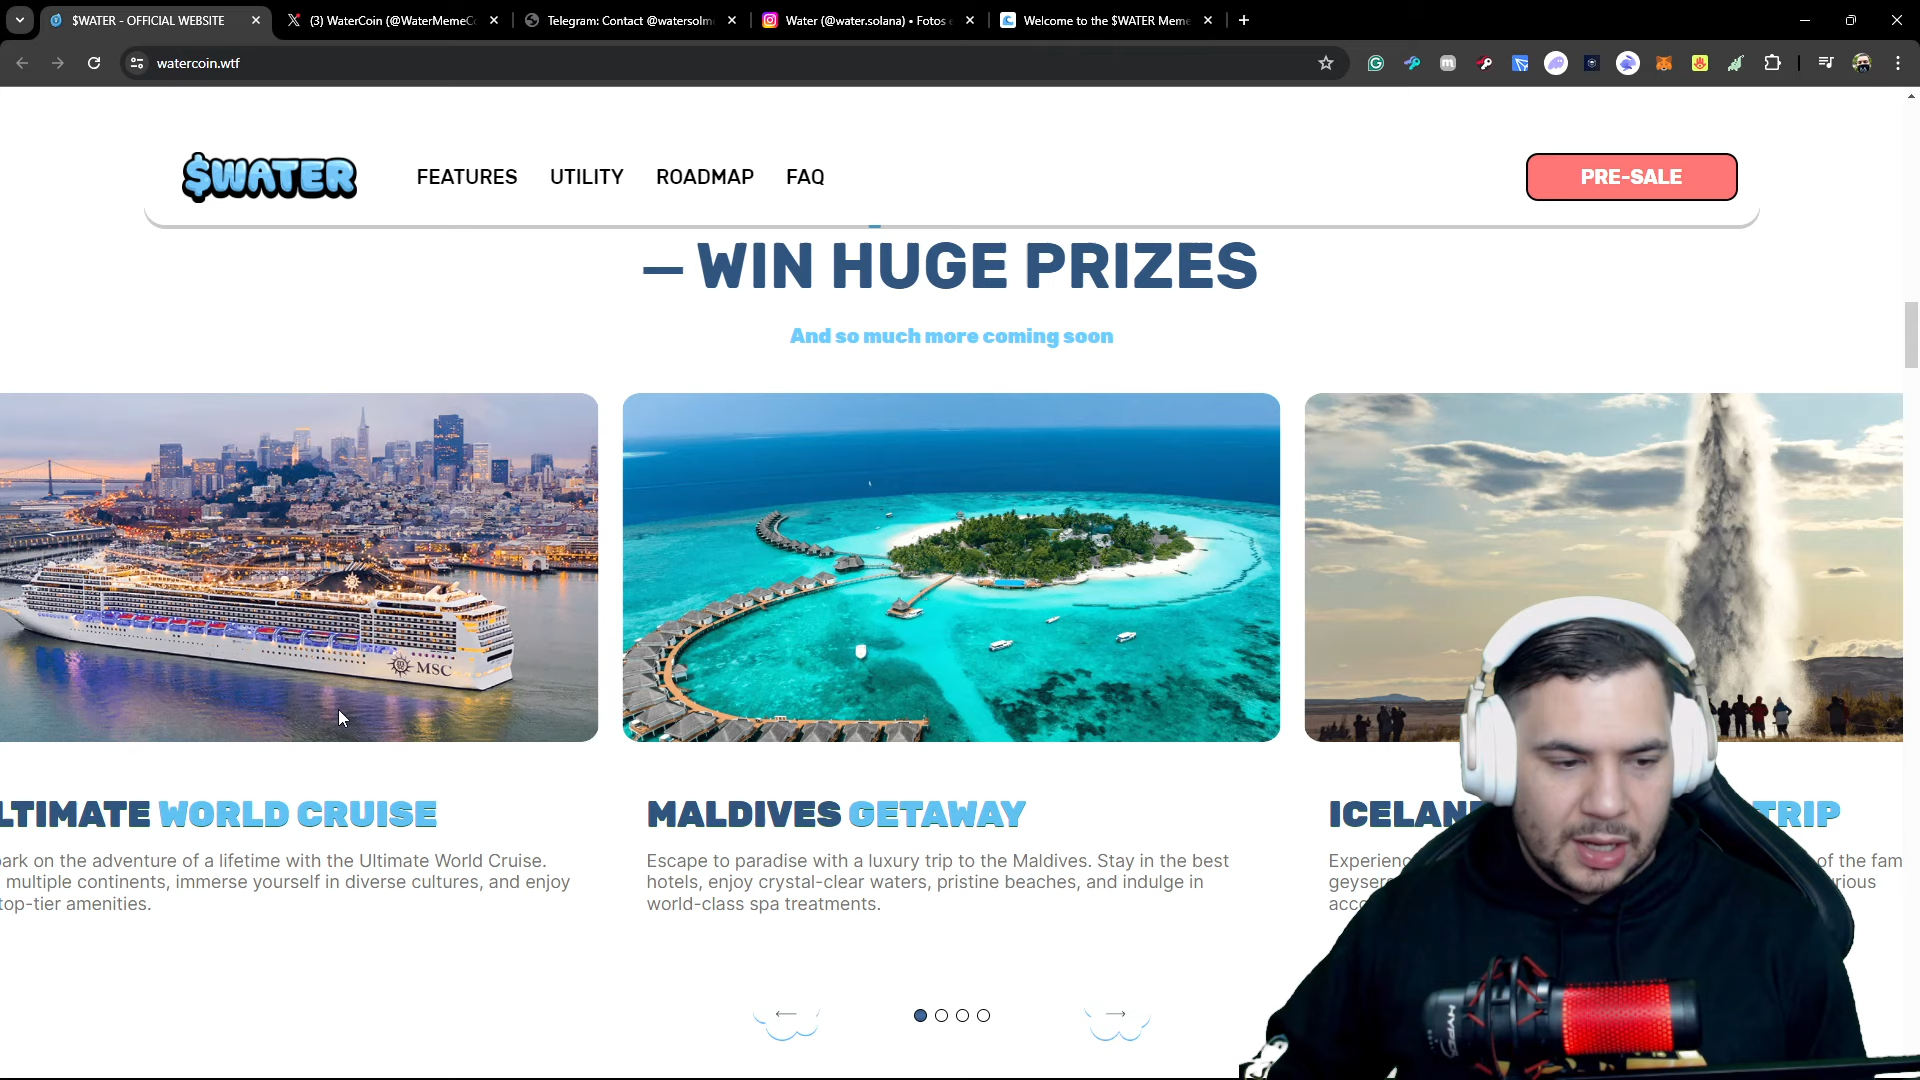 $WATER - OFFICIAL WEBSITE
(3) WaterCoin (@WaterMemeCo
Telegram: Contact @watersolm
Water (@water.solana) • Fotos e
Welcome to the $WATER Meme
watercoin.wtf
$WATER
FEATURES
UTILITY
ROADMAP
FAQ
PRE-SALE
— WIN HUGE PRIZES
And so much more coming soon
MSC
LTIMATE WORLD CRUISE
ark on the adventure of a lifetime with the Ultimate World Cruise.
multiple continents, immerse yourself in diverse cultures, and enjoy
top-tier amenities.
MALDIVES GETAWAY
Escape to paradise with a luxury trip to the Maldives. Stay in the best
hotels, enjoy crystal-clear waters, pristine beaches, and indulge in
world-class spa treatments.
ICELAN TRIP
Experienc of the fam
geysers urious
acco
HYPERX